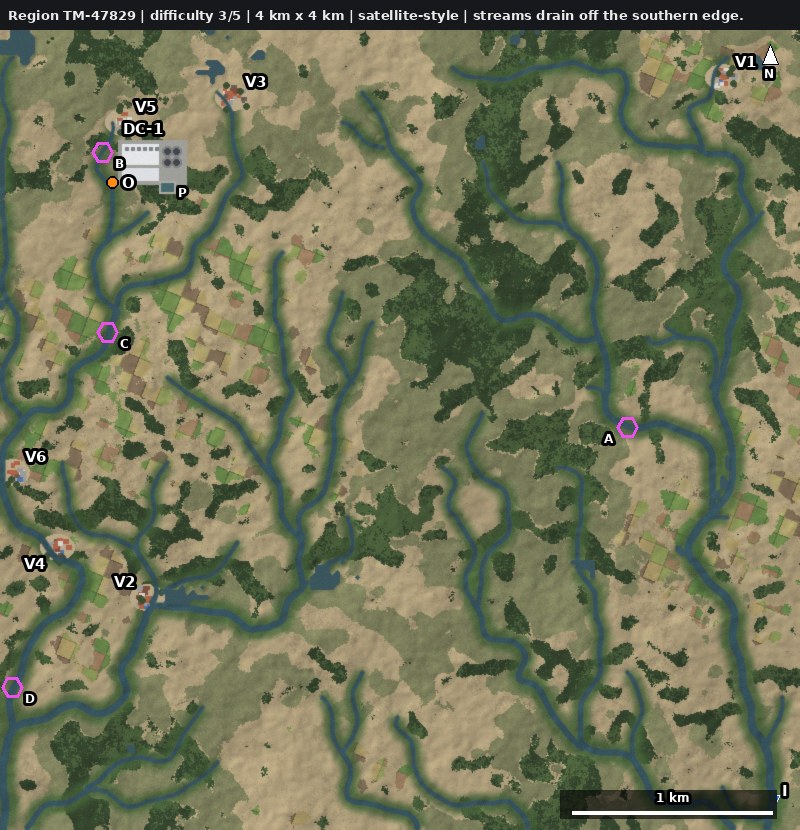 Region TM-47829 | difficulty 3/5 | 4 km x 4 km | satellite-style | streams drain off the southern edge.
V1
N
V3
V5
DC-1
B
O
P
C
A
V6
V4
V2
D
I
1 km